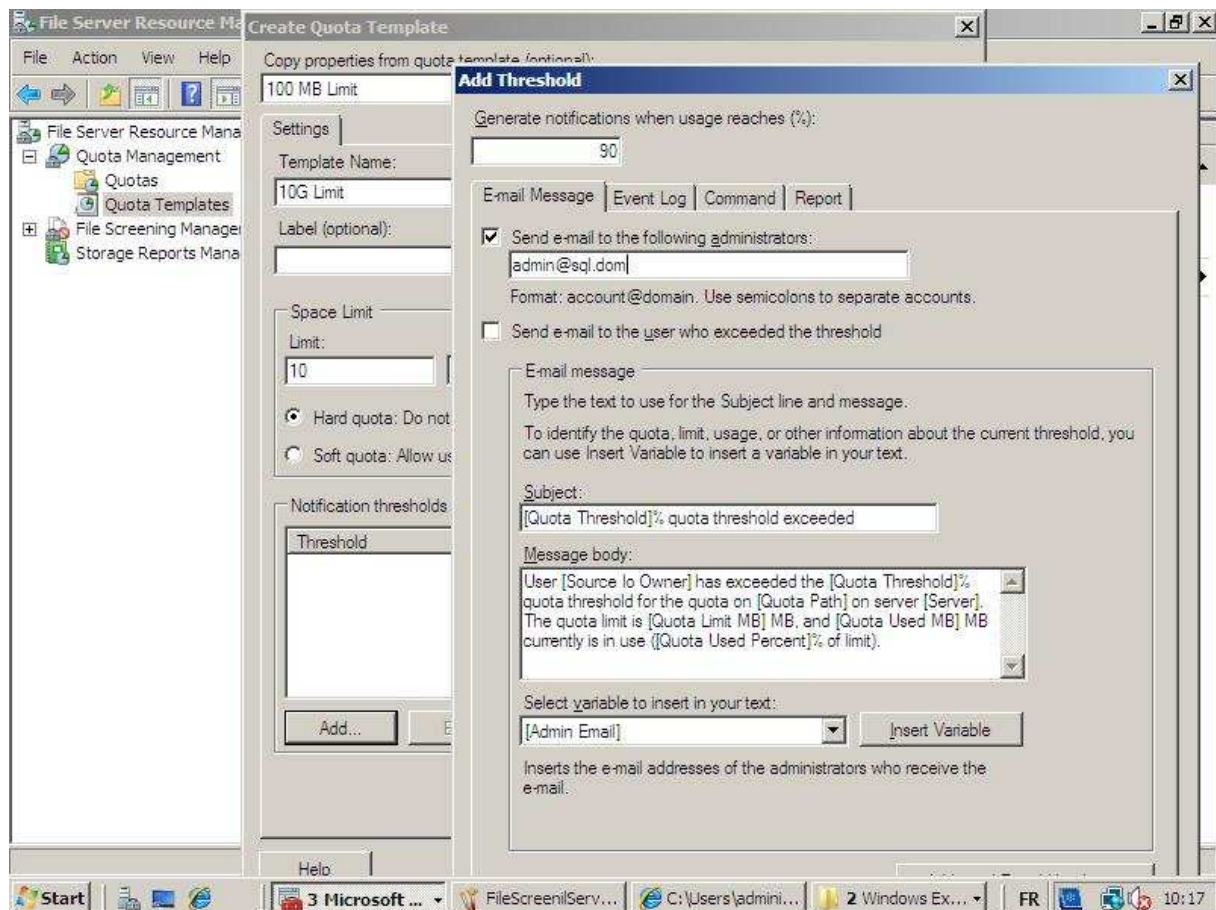 File Server Resource Ma
File Action View Help
File Server Resource Mana
Quota Management
Quotas
Quota Templates
File Screening Manage
Storage Reports Mana
Create Quota Template
Copy properties from quota template (optional):
100 MB Limit
Settings
Template Name:
10G Limit
Label (optional):
Space Limit
Limit:
10
Hard quota: Do not
Soft quota: Allow us
Notification thresholds
Threshold
Add...
Help
Add Threshold
Generate notifications when usage reaches (%):
90
E-mail Message Event Log Command Report
Send e-mail to the following administrators:
admin@sql.dom
Format: account@domain. Use semicolons to separate accounts.
Send e-mail to the user who exceeded the threshold
E-mail message
Type the text to use for the Subject line and message.
To identify the quota, limit, usage, or other information about the current threshold, you
can use Insert Variable to insert a variable in your text.
Subject:
[Quota Threshold]% quota threshold exceeded
Message body:
User [Source Io Owner] has exceeded the [Quota Threshold]%
quota threshold for the quota on [Quota Path] on server [Server].
The quota limit is [Quota Limit MB] MB, and [Quota Used MB] MB
currently is in use ([Quota Used Percent]% of limit).
Select variable to insert in your text:
[Admin Email]
Insert Variable
Inserts the e-mail addresses of the administrators who receive the
e-mail.
Start 3 Microsoft ... FileScreenilServ... C:\Users\admini... 2 Windows Ex... FR 10:17